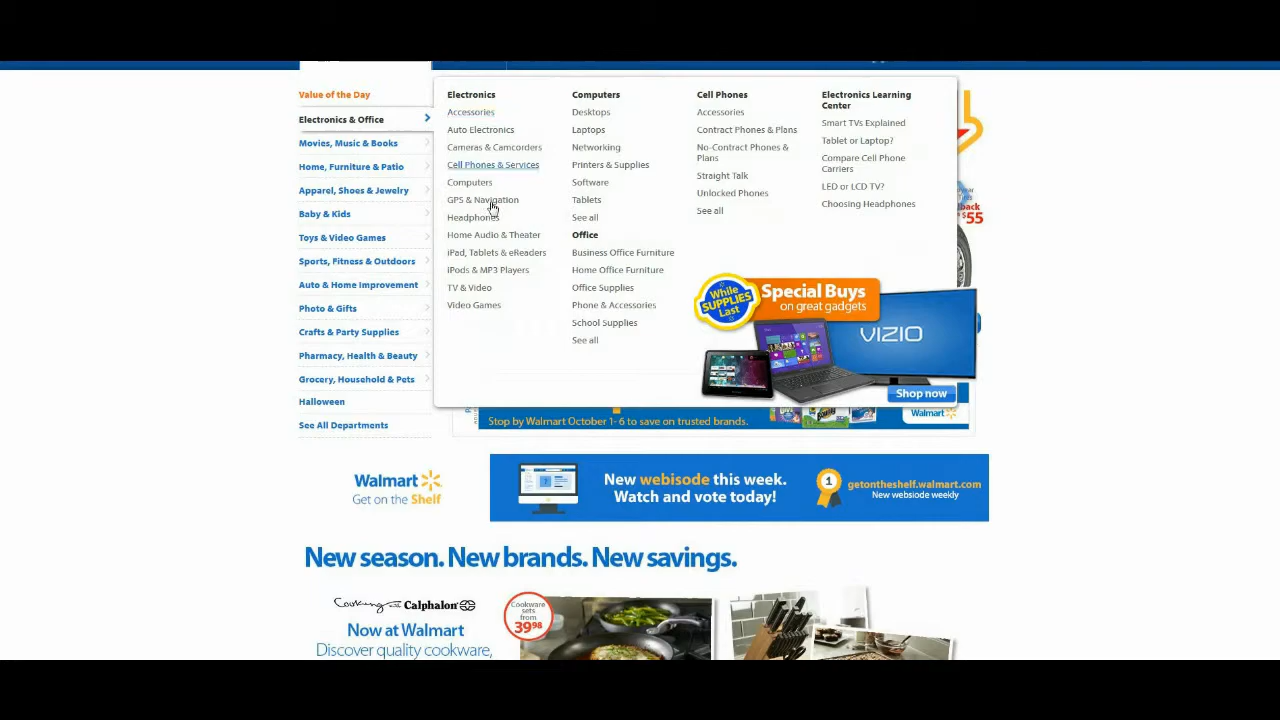 Value of the Day
Electronics & Office
Movies, Music & Books
Home, Furniture & Patio
Apparel, Shoes & Jewelry
Baby & Kids
Toys & Video Games
Sports, Fitness & Outdoors
Auto & Home Improvement
Photo & Gifts
Crafts & Party Supplies
Pharmacy, Health & Beauty
Grocery, Household & Pets
Halloween
See All Departments
Electronics
Accessories
Auto Electronics
Cameras & Camcorders
Cell Phones & Services
Computers
GPS & Navigation
Headphones
Home Audio & Theater
iPad, Tablets & eReaders
iPods & MP3 Players
TV & Video
Video Games
Computers
Desktops
Laptops
Networking
Printers & Supplies
Software
Tablets
See all
Office
Business Office Furniture
Home Office Furniture
Office Supplies
Phone & Accessories
School Supplies
See all
Cell Phones
Accessories
Contract Phones & Plans
No-Contract Phones &
Plans
Straight Talk
Unlocked Phones
See all
Electronics Learning
Center
Smart TVs Explained
Tablet or Laptop?
Compare Cell Phone
Carriers
LED or LCD TV?
Choosing Headphones
While
SUPPLIES
Last
Special Buys
on great gadgets
VIZIO
Shop now
$55
Stop by Walmart October 1-6 to save on trusted brands.
Walmart
Walmart
Get on the Shelf
New webisode this week.
Watch and vote today!
1
getontheshelf.walmart.com
New websiode weekly
New season. New brands. New savings.
Cooking with Calphalon
Now at Walmart
Discover quality cookware,
Cookware
sets
from
39.98